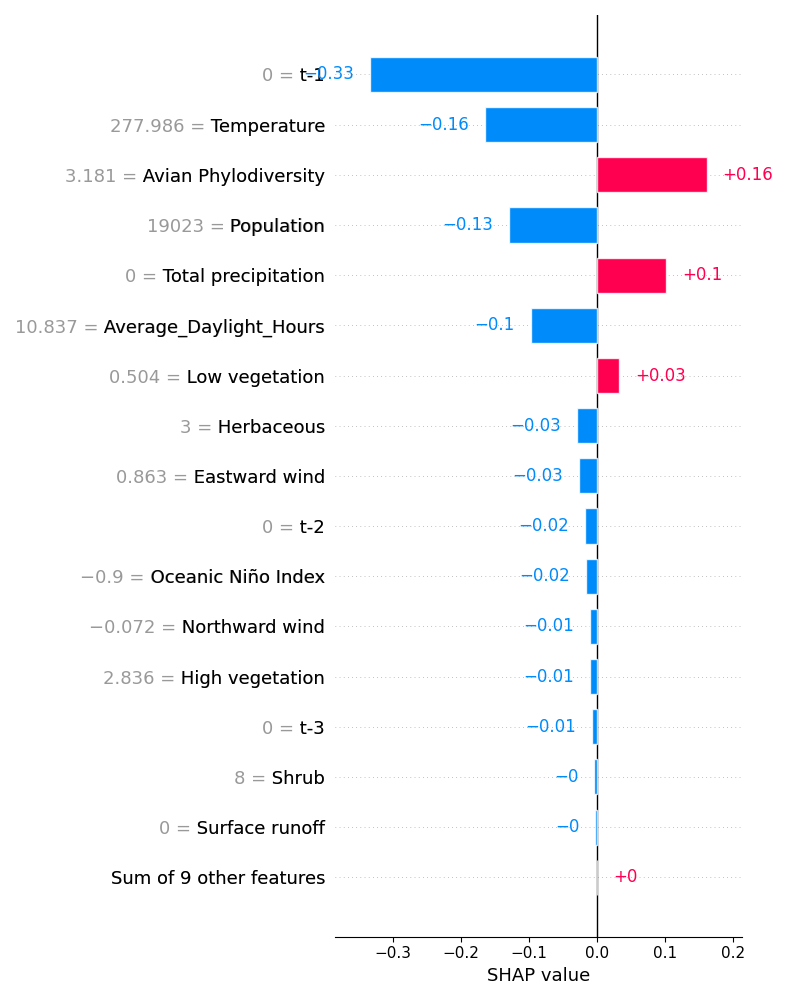 0 = t-1 −0.33
277.986 = Temperature −0.16
3.181 = Avian Phylodiversity +0.16
19023 = Population −0.13
0 = Total precipitation +0.1
10.837 = Average_Daylight_Hours −0.1
0.504 = Low vegetation +0.03
3 = Herbaceous −0.03
0.863 = Eastward wind −0.03
0 = t-2 −0.02
−0.9 = Oceanic Niño Index −0.02
−0.072 = Northward wind −0.01
2.836 = High vegetation −0.01
0 = t-3 −0.01
8 = Shrub −0
0 = Surface runoff −0
Sum of 9 other features +0
−0.3 −0.2 −0.1 0.0 0.1 0.2
SHAP value